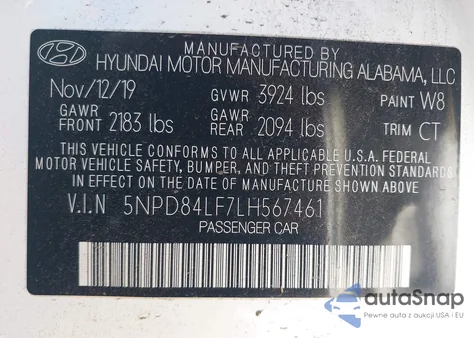 MANUFACTURED BY
HYUNDAI MOTOR MANUFACTURING ALABAMA, LLC
Nov/12/19 GVWR 3924 lbs PAINT W8
GAWR FRONT 2183 lbs GAWR REAR 2094 lbs TRIM CT
THIS VEHICLE CONFORMS TO ALL APPLICABLE U.S.A. FEDERAL
MOTOR VEHICLE SAFETY, BUMPER, AND THEFT PREVENTION STANDARDS
IN EFFECT ON THE DATE OF MANUFACTURE SHOWN ABOVE.
V.I.N 5NPD84LF7LH567461
PASSENGER CAR
autoSnap
Pewne zakupy z aukcji USA i EU